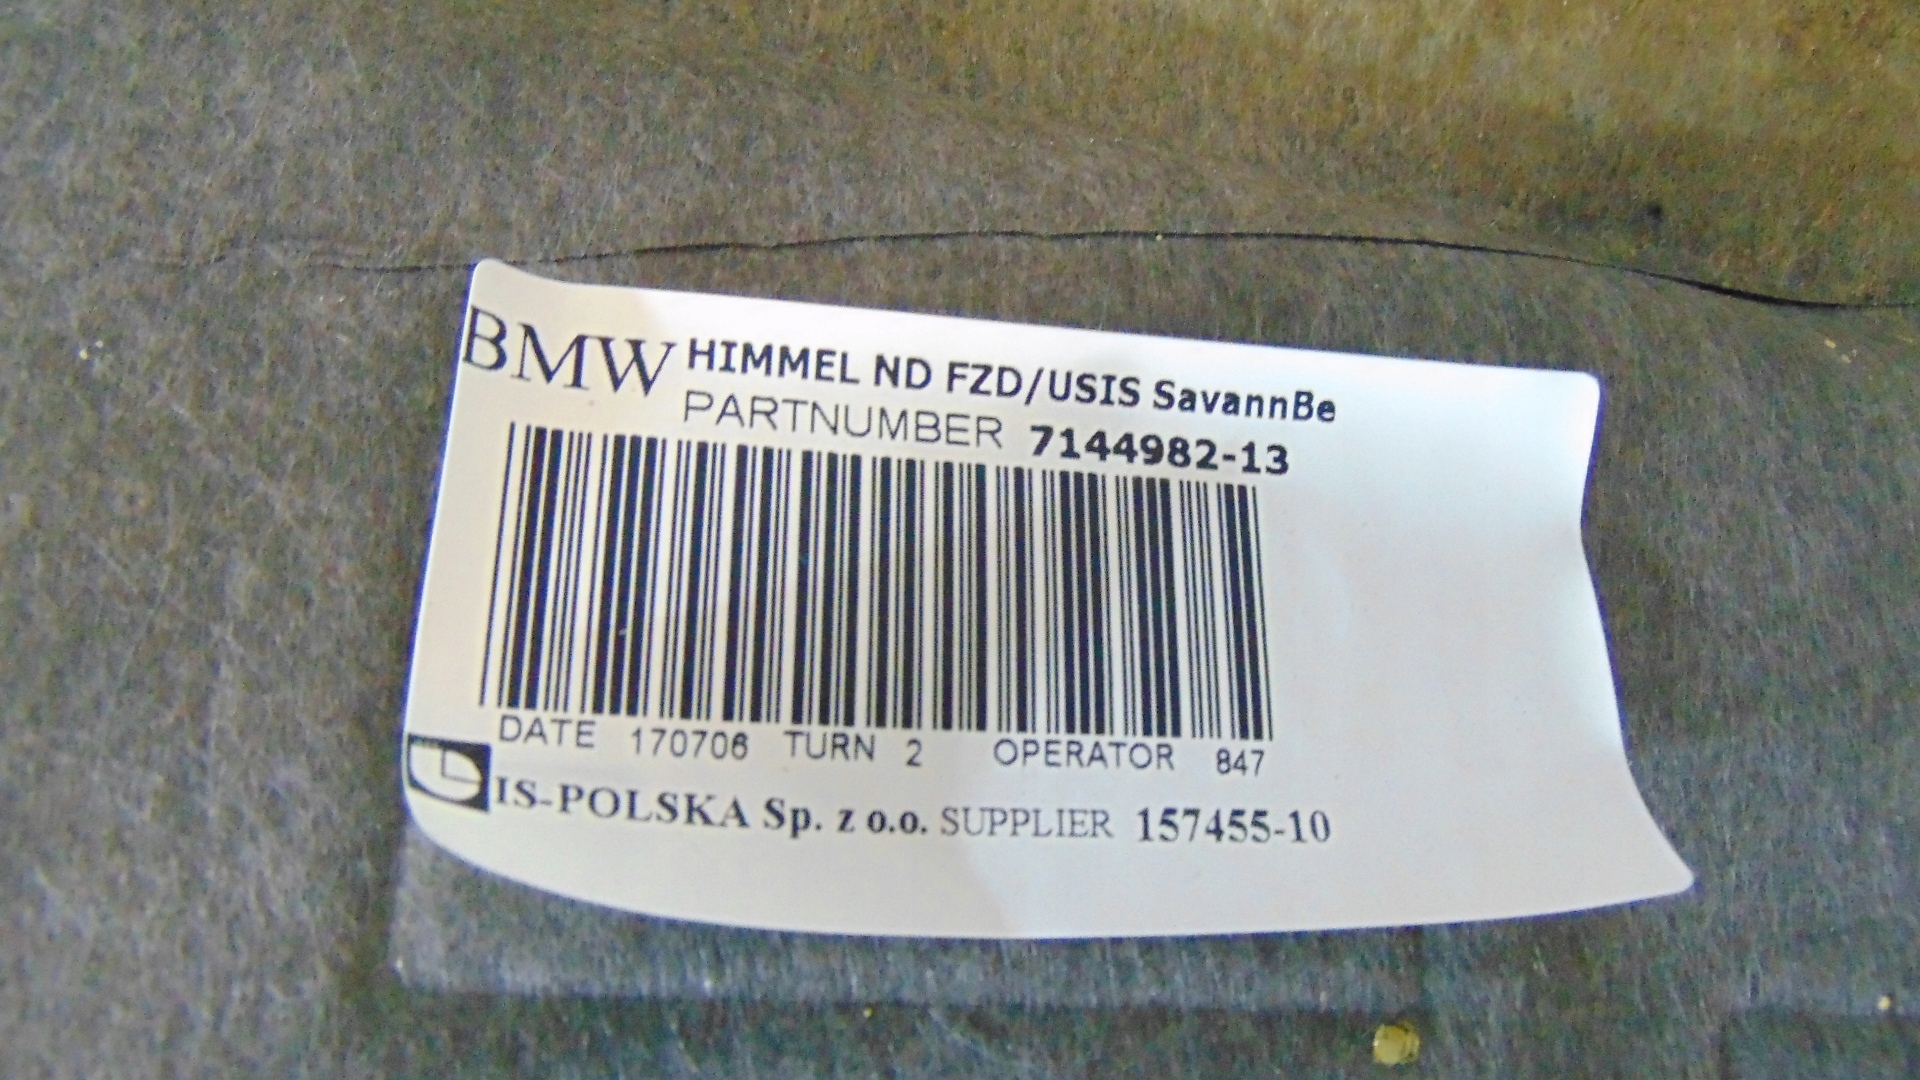 BMW HIMMEL ND FZD/USIS SavannBe
PARTNUMBER 7144982-13
DATE 170706 TURN 2 OPERATOR 847
IS-POLSKA Sp. z o.o. SUPPLIER 157455-10